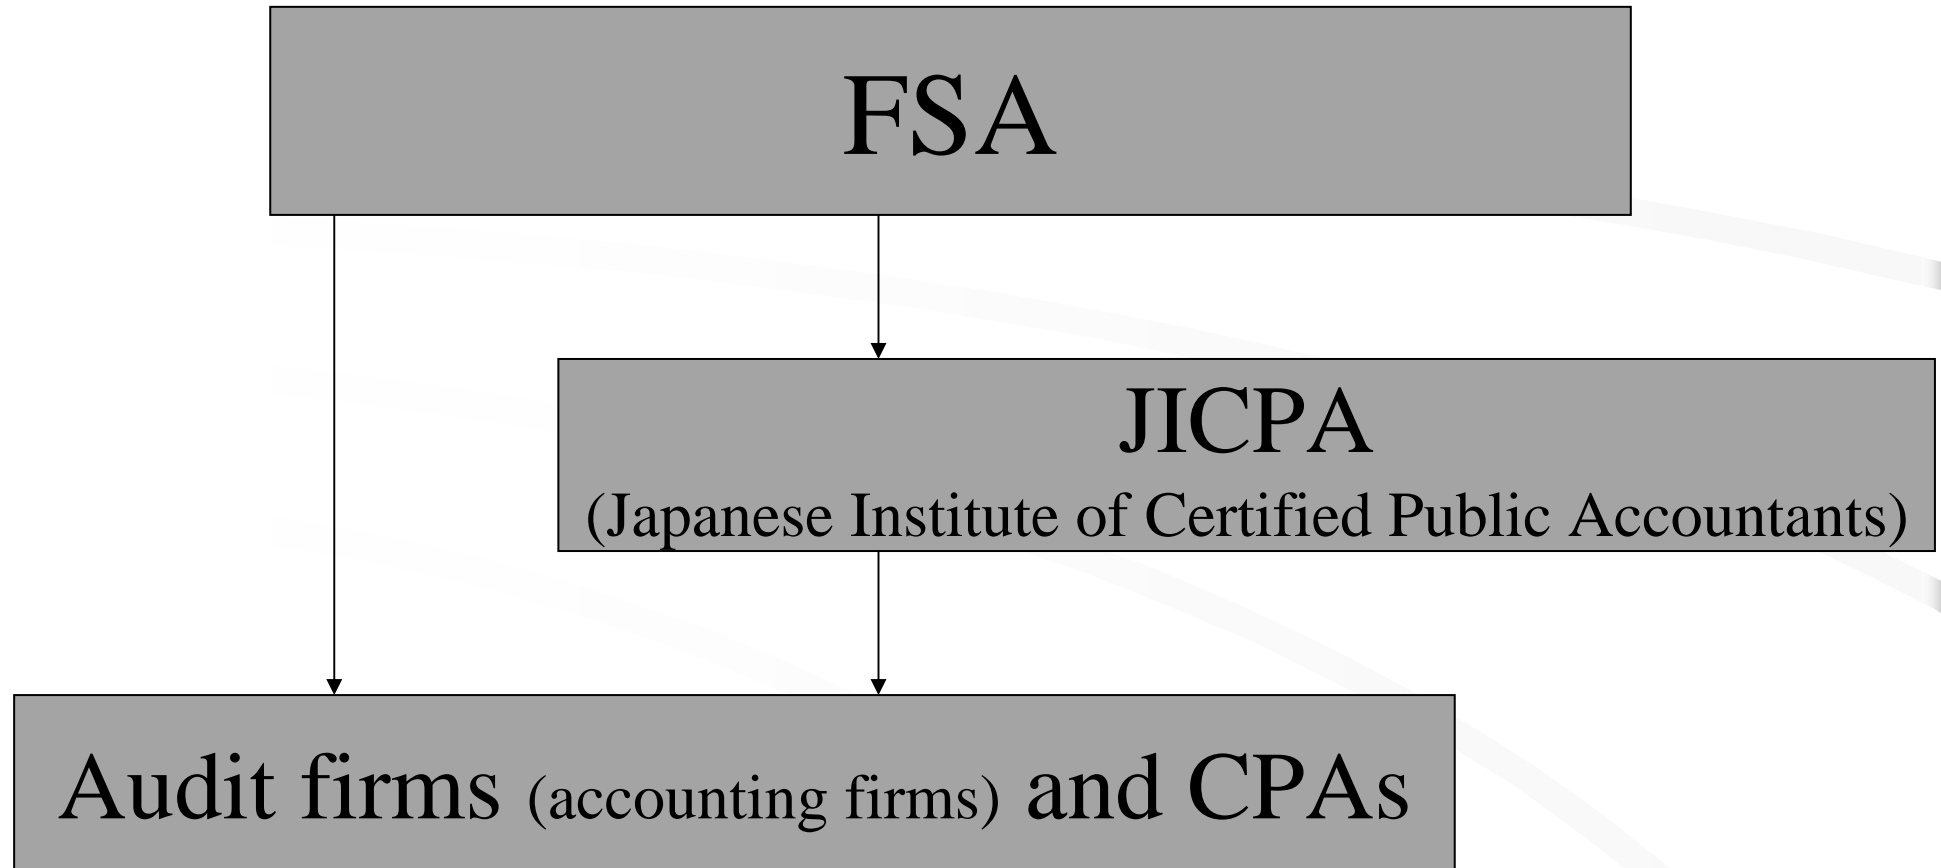 FSA
JICPA
(Japanese Institute of Certified Public Accountants)
Audit firms (accounting firms) and CPAs